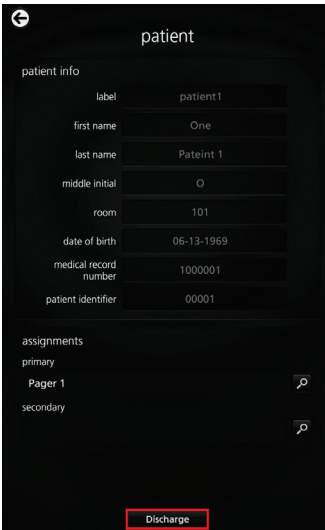 patient
patient info
label patient1
first name One
last name Pateint 1
middle initial O
room 101
date of birth 06-13-1969
medical record
number 1000001
patient identifier 00001
assignments
primary
Pager 1
secondary
Discharge